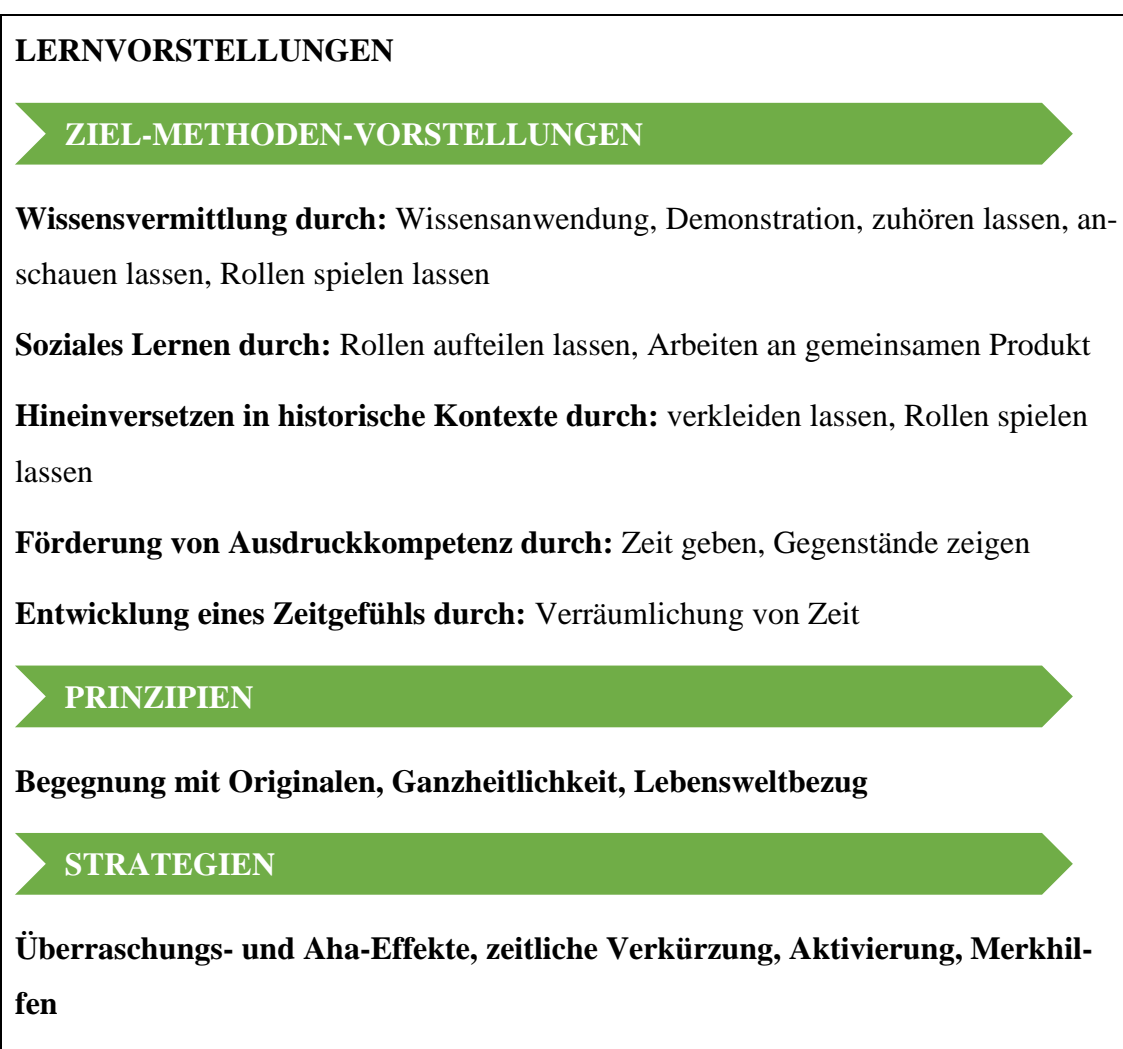 LERNVORSTELLUNGEN
ZIEL-METHODEN-VORSTELLUNGEN
Wissensvermittlung durch: Wissensanwendung, Demonstration, zuhören lassen, an-
schauen lassen, Rollen spielen lassen
Soziales Lernen durch: Rollen aufteilen lassen, Arbeiten an gemeinsamen Produkt
Hineinversetzen in historische Kontexte durch: verkleiden lassen, Rollen spielen
lassen
Förderung von Ausdruckkompetenz durch: Zeit geben, Gegenstände zeigen
Entwicklung eines Zeitgefühls durch: Verräumlichung von Zeit
PRINZIPIEN
Begegnung mit Originalen, Ganzheitlichkeit, Lebensweltbezug
STRATEGIEN
Überraschungs- und Aha-Effekte, zeitliche Verkürzung, Aktivierung, Merkhil-
fen